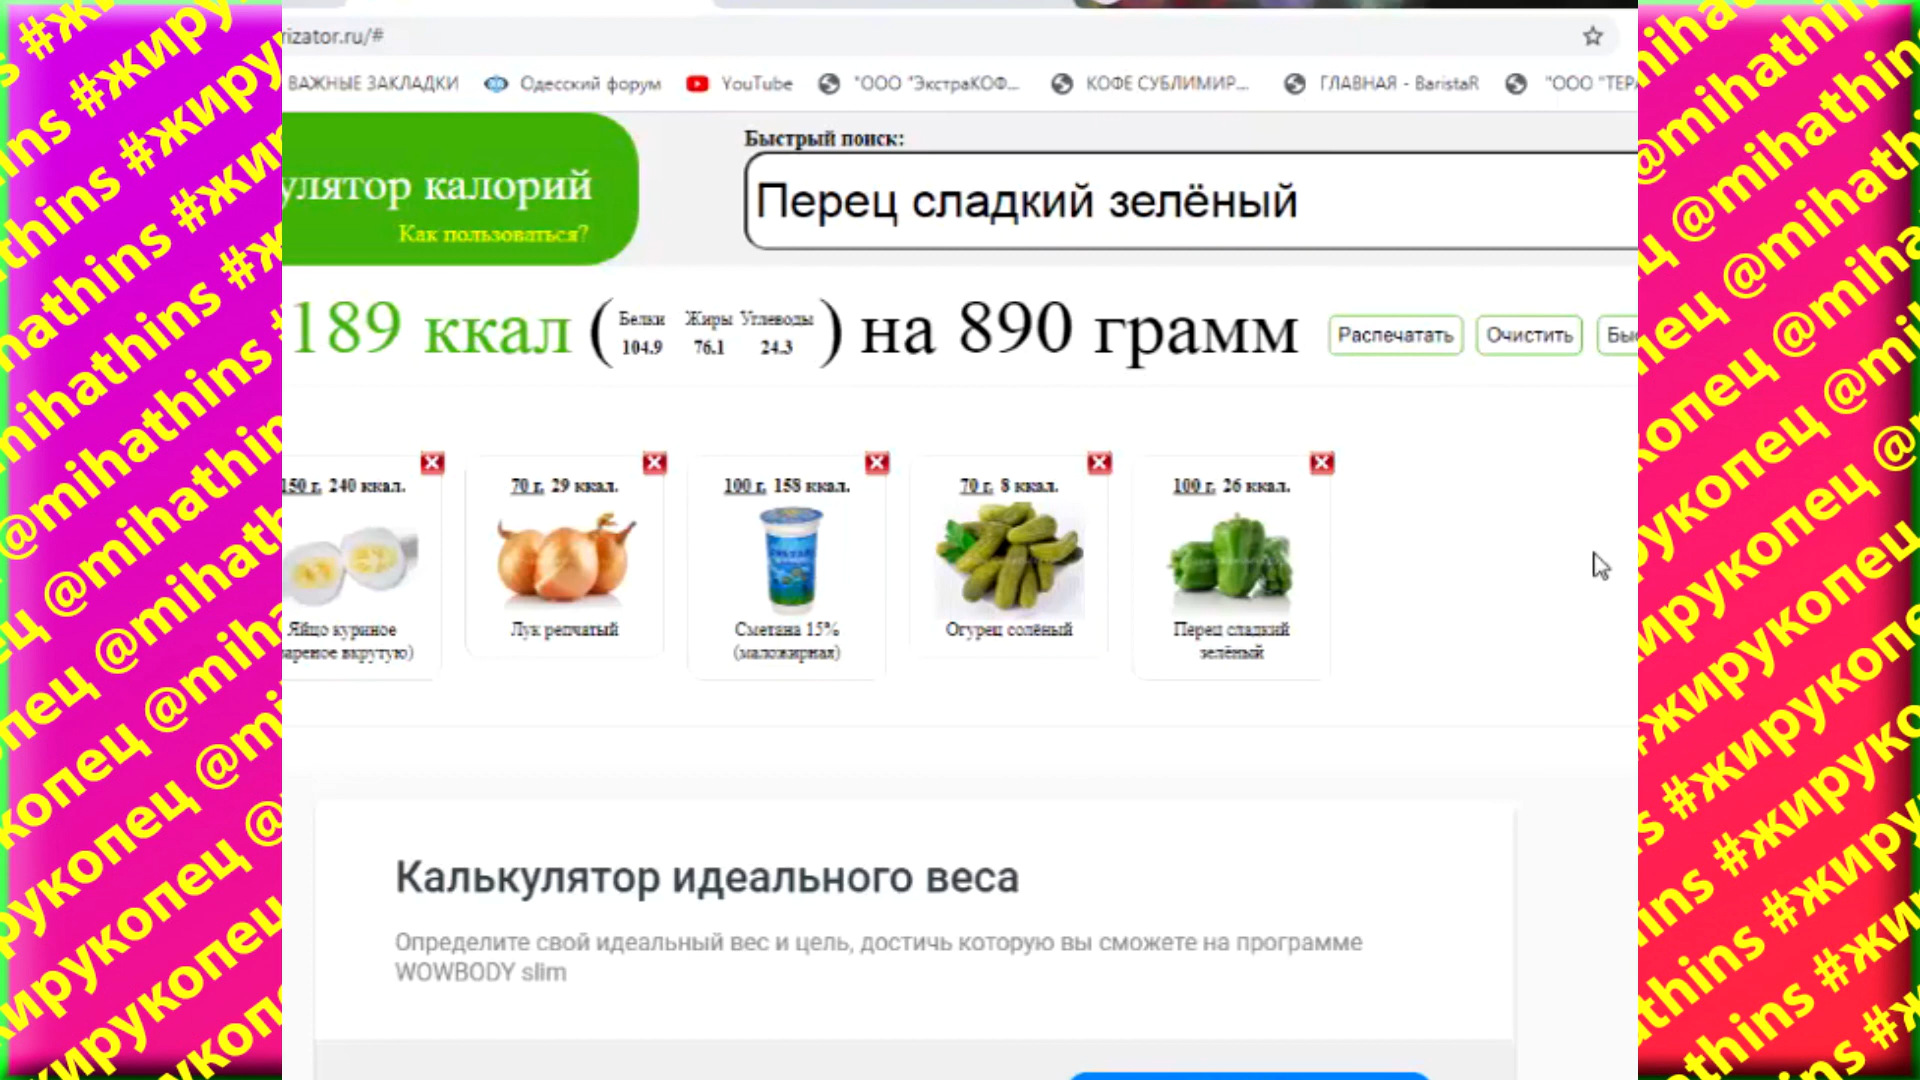 rizator.ru/#
ВАЖНЫЕ ЗАКЛАДКИ Одесский форум YouTube "ООО "ЭкстраКОФ... КОФЕ СУБЛИМИР... ГЛАВНАЯ - BaristaR "ООО "ТЕРА
улятор калорий
Как пользоваться?
Быстрый поиск:
Перец сладкий зелёный
189 ккал ( Белки Жиры Углеводы ) на 890 грамм
104.9 76.1 24.3
Распечатать Очистить Быс
150 г. 240 ккал. 70 г. 29 ккал. 100 г. 158 ккал. 70 г. 8 ккал. 100 г. 26 ккал.
Яйцо куриное Лук репчатый Сметана 15% Огурец солёный Перец сладкий
вареное вкрутую) (маложирная) зелёный
Калькулятор идеального веса
Определите свой идеальный вес и цель, достичь которую вы сможете на программе
WOWBODY slim
#жирукопец @mihathins